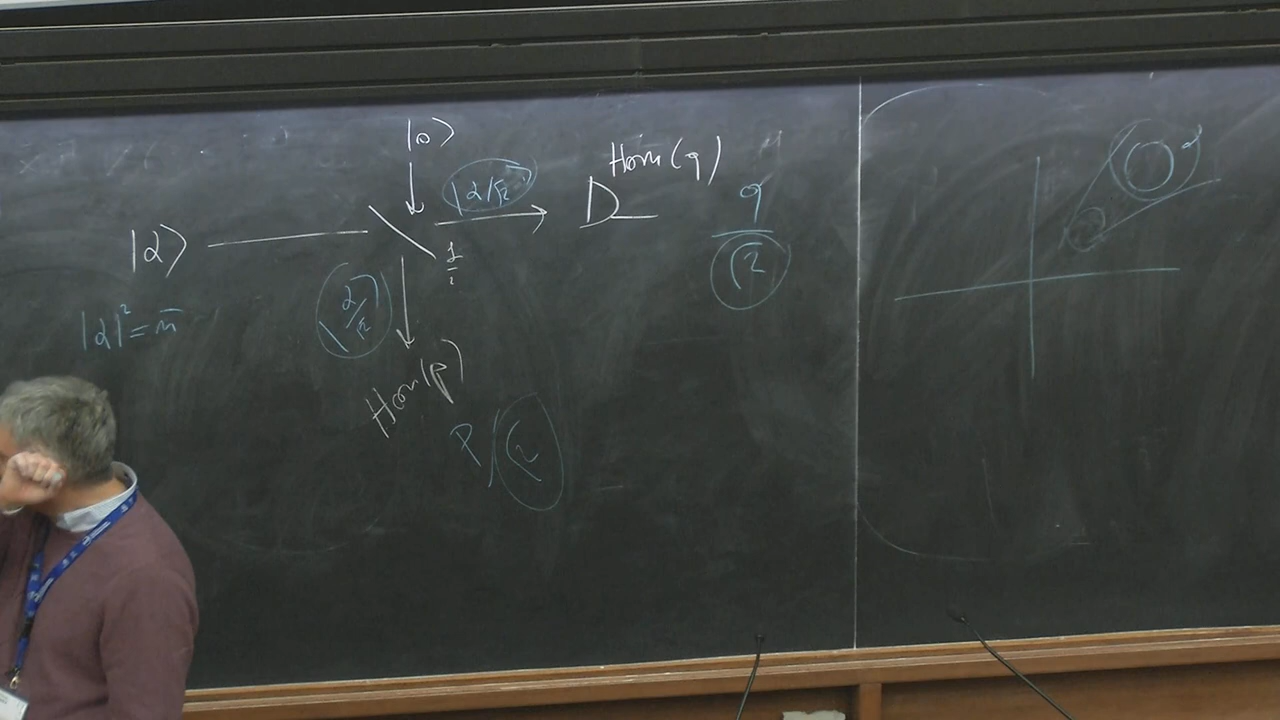 |0⟩
Hom(q)
|α/√2⟩
q
|α⟩
1/2
√2
|α|² = n̄
|α/√2⟩
Hom(p)
P/√2
α